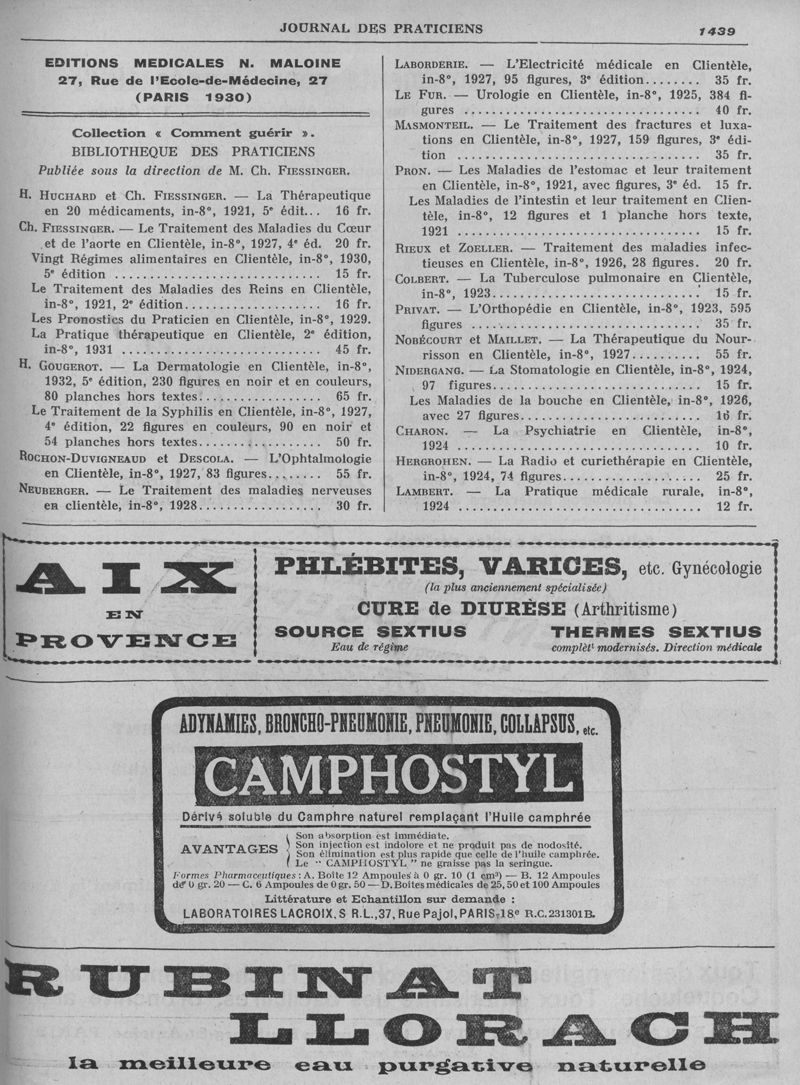 JOURNAL DES PRATICIENS
1439
EDITIONS MEDICALES N. MALOINE
27, Rue de l'Ecole-de-Médecine, 27
(PARIS 1930)
Collection « Comment guérir ».
BIBLIOTHEQUE DES PRATICIENS
Publiée sous la direction de M. Ch. FIESSINGER.
H. HUCHARD et Ch. FIESSINGER. — La Thérapeutique
en 20 médicaments, in-8°, 1921, 5e édit... 16 fr.
Ch. FIESSINGER. — Le Traitement des Maladies du Cœur
et de l'aorte en Clientèle, in-8°, 1927, 4e éd. 20 fr.
Vingt Régimes alimentaires en Clientèle, in-8°, 1930,
5e édition ............................ 15 fr.
Le Traitement des Maladies des Reins en Clientèle,
in-8°, 1921, 2e édition.................... 16 fr.
Les Pronostics du Praticien en Clientèle, in-8°, 1929.
La Pratique thérapeutique en Clientèle, 2e édition,
in-8°, 1931 ............................ 45 fr.
H. GOUGEROT. — La Dermatologie en Clientèle, in-8°,
1932, 5e édition, 230 figures en noir et en couleurs,
80 planches hors textes.................. 65 fr.
Le Traitement de la Syphilis en Clientèle, in-8°, 1927,
4e édition, 22 figures en couleurs, 90 en noir et
54 planches hors textes.................. 50 fr.
ROCHON-DUVIGNEAUD et DESCOLA. — L'Ophtalmologie
en Clientèle, in-8°, 1927, 83 figures........ 55 fr.
NEUBERGER. — Le Traitement des maladies nerveuses
en clientèle, in-8°, 1928.................. 30 fr.
LABORDERIE. — L'Electricité médicale en Clientèle,
in-8°, 1927, 95 figures, 3e édition........ 35 fr.
LE FUR. — Urologie en Clientèle, in-8°, 1925, 384 fi-
gures ................................ 40 fr.
MASMONTEIL. — Le Traitement des fractures et luxa-
tions en Clientèle, in-8°, 1927, 159 figures, 3e édi-
tion .................................. 35 fr.
PRON. — Les Maladies de l'estomac et leur traitement
en Clientèle, in-8°, 1921, avec figures, 3e éd. 15 fr.
Les Maladies de l'intestin et leur traitement en Clien-
tèle, in-8°, 12 figures et 1 planche hors texte,
1921 .................................. 15 fr.
RIEUX et ZOELLER. — Traitement des maladies infec-
tieuses en Clientèle, in-8°, 1926, 28 figures. 20 fr.
COLBERT. — La Tuberculose pulmonaire en Clientèle,
in-8°, 1923............................ 15 fr.
PRIVAT. — L'Orthopédie en Clientèle, in-8°, 1923, 595
figures ................................ 35 fr.
NOBÉCOURT et MAILLET. — La Thérapeutique du Nour-
risson en Clientèle, in-8°, 1927.......... 55 fr.
NIDERGANG. — La Stomatologie en Clientèle, in-8°, 1924,
97 figures.............................. 15 fr.
Les Maladies de la bouche en Clientèle, in-8°, 1926,
avec 27 figures.......................... 16 fr.
CHARON. — La Psychiatrie en Clientèle, in-8°,
1924 .................................. 10 fr.
HERGROHEN. — La Radio et curiethérapie en Clientèle,
in-8°, 1924, 74 figures.................... 25 fr.
LAMBERT. — La Pratique médicale rurale, in-8°,
1924 .................................. 12 fr.
AIX
EN
PROVENCE
PHLÉBITES, VARICES, etc. Gynécologie
(la plus anciennement spécialisée)
CURE de DIURÈSE (Arthritisme)
SOURCE SEXTIUS THERMES SEXTIUS
Eau de régime complètt modernisés. Direction médicale
ADYNAMIES, BRONCHO-PNEUMONIE, PNEUMONIE, COLLAPSUS, etc.
CAMPHOSTYL
Dérivé soluble du Camphre naturel remplaçant l'Huile camphrée
AVANTAGES
Son absorption est immédiate.
Son injection est indolore et ne produit pas de nodosité.
Son élimination est plus rapide que celle de l'huile camphrée.
Le " CAMPHOSTYL " ne graisse pas la seringue.
Formes Pharmaceutiques : A. Boîte 12 Ampoules à 0 gr. 10 (1 cm³) — B. 12 Ampoules
de 0 gr. 20 — C. 6 Ampoules de 0 gr. 50 — D. Boîtes médicales de 25, 50 et 100 Ampoules
Littérature et Echantillon sur demande :
LABORATOIRES LACROIX, S R.L., 37, Rue Pajol, PARIS-18e R.C. 231301 B.
RUBINAT
LLORACH
la meilleure eau purgative naturelle